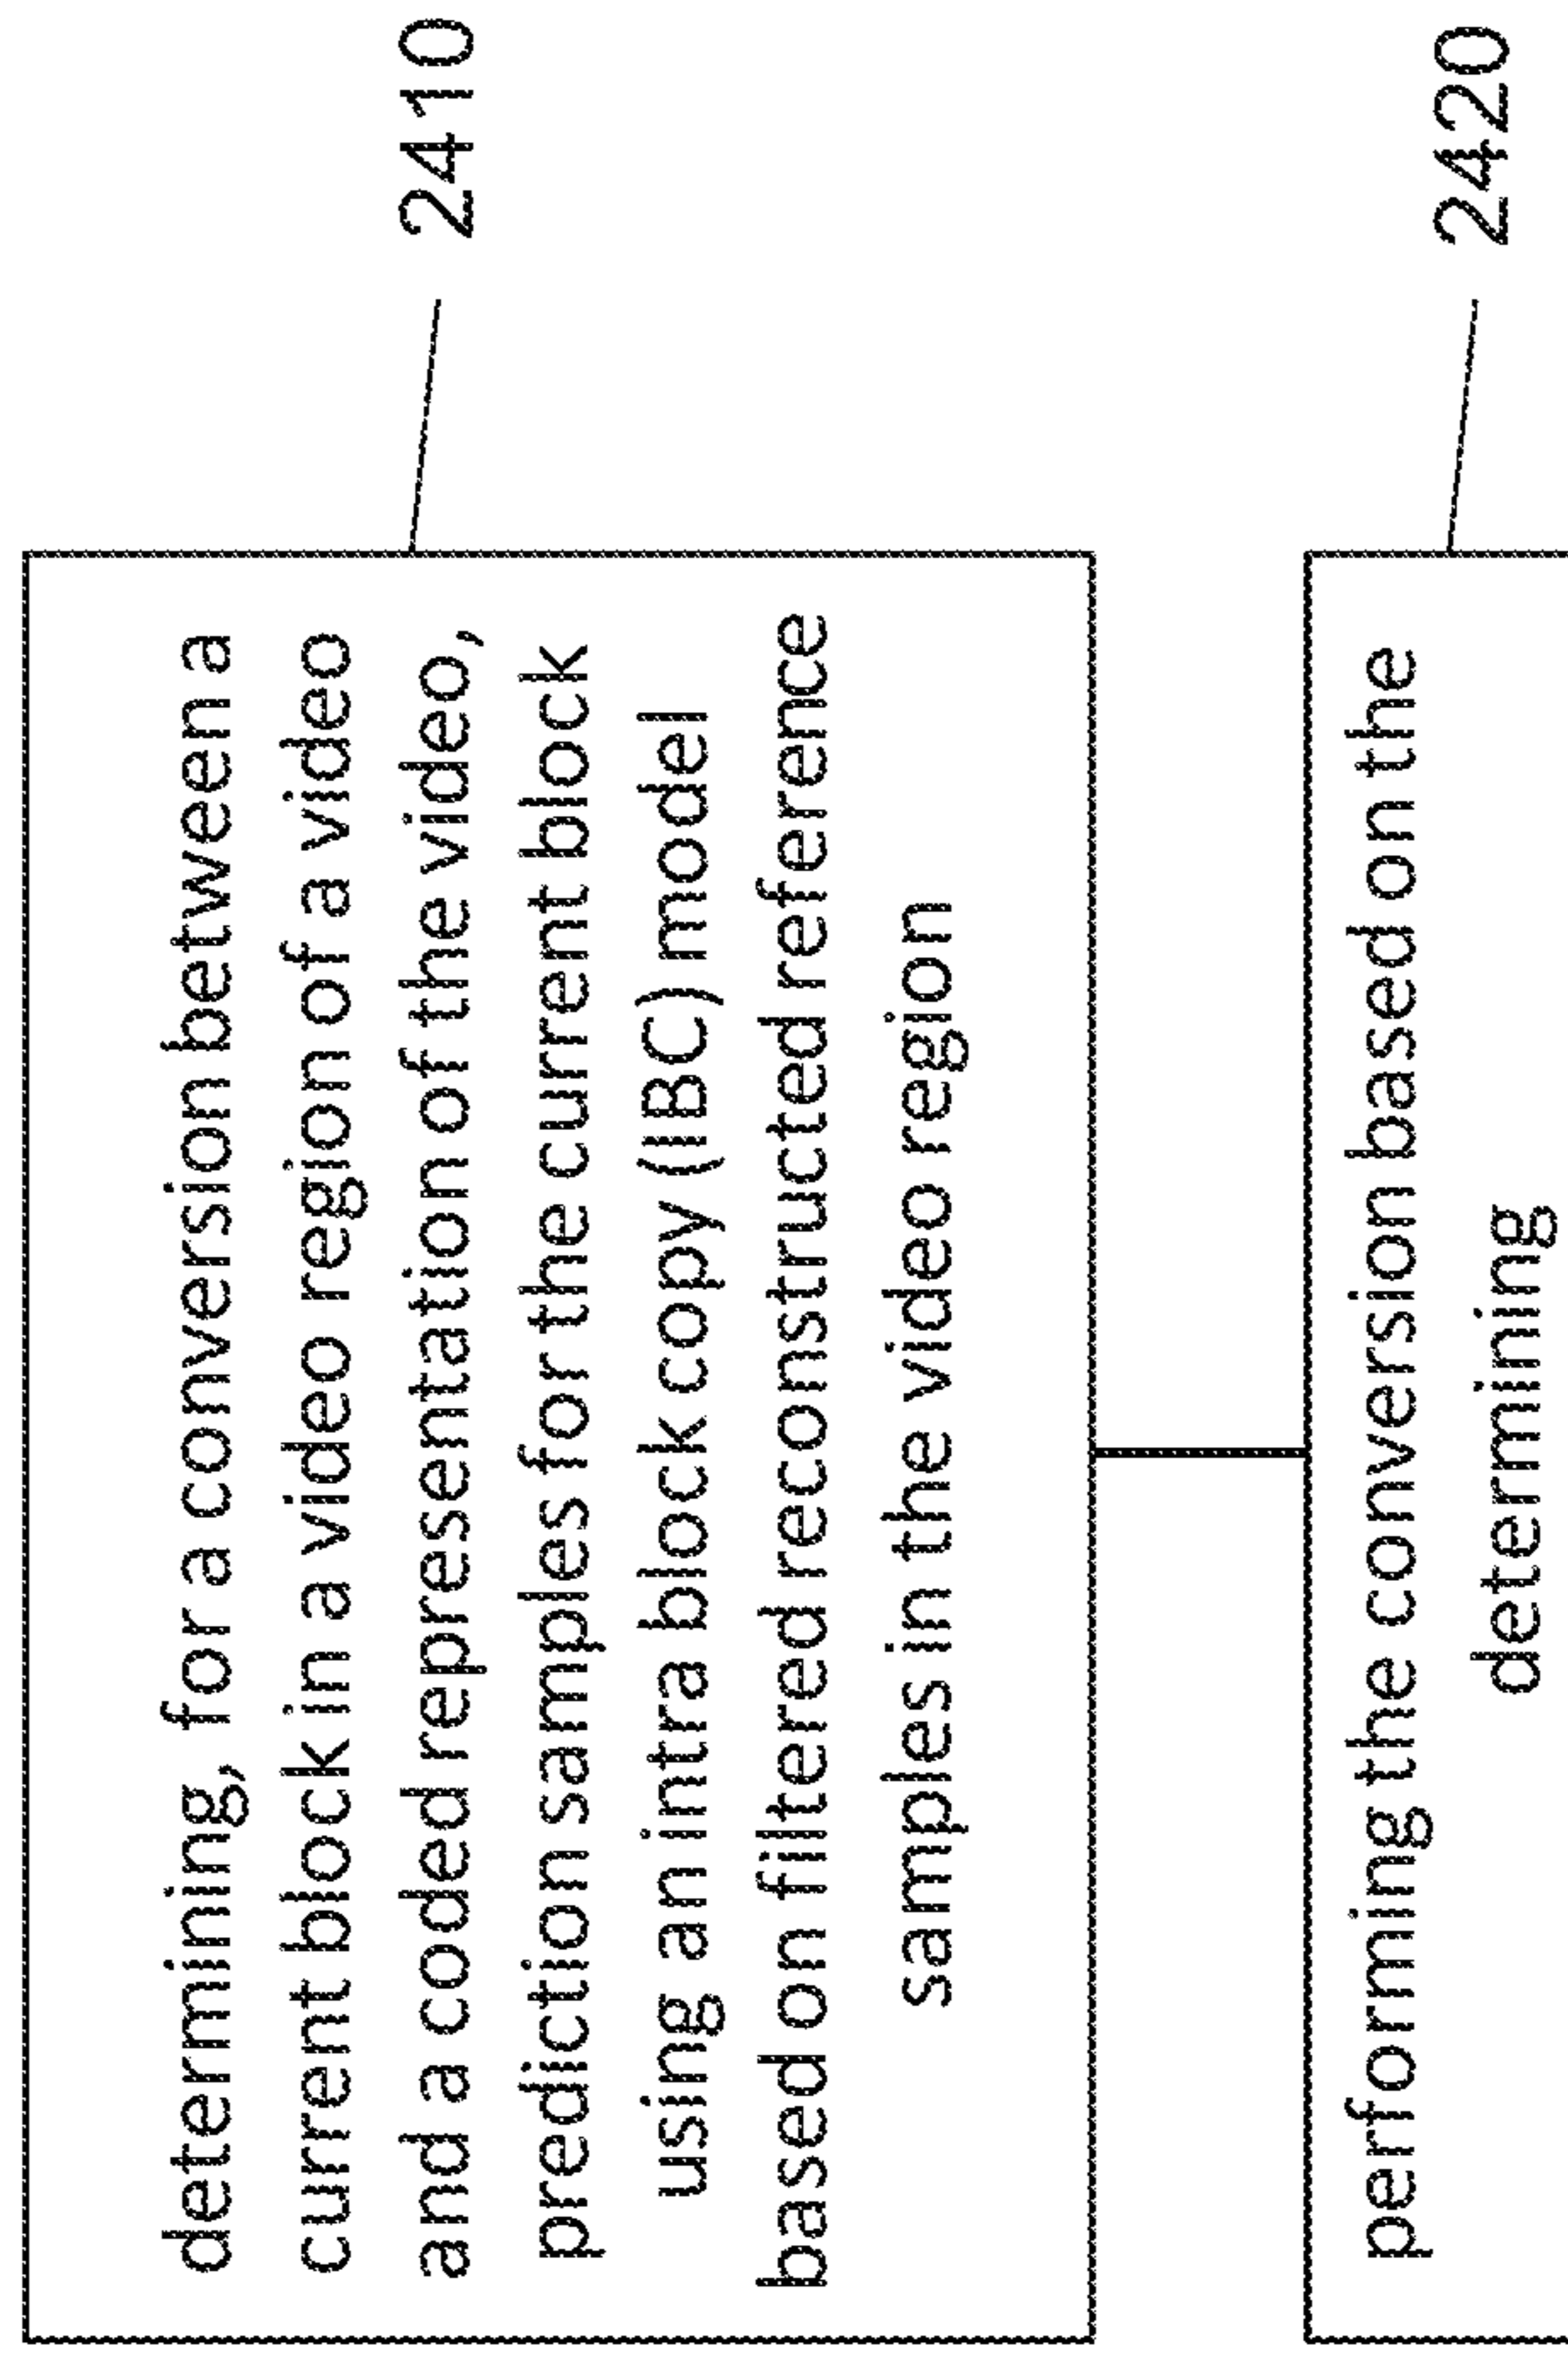 determining, for a conversion between a
current block in a video region of a video
and a coded representation of the video,
prediction samples for the current block
using an intra block copy (IBC) model
based on filtered reconstructed reference
samples in the video region
2410
performing the conversion based on the
determining
2420